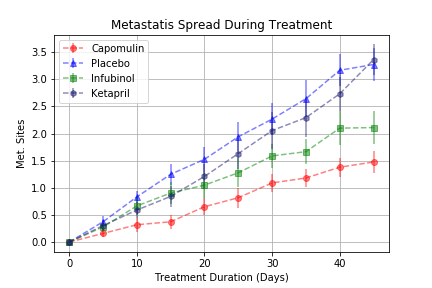 Metastatis Spread During Treatment
Capomulin
Placebo
Infubinol
Ketapril
Met. Sites
3.5
3.0
2.5
2.0
1.5
1.0
0.5
0.0
0 10 20 30 40
Treatment Duration (Days)